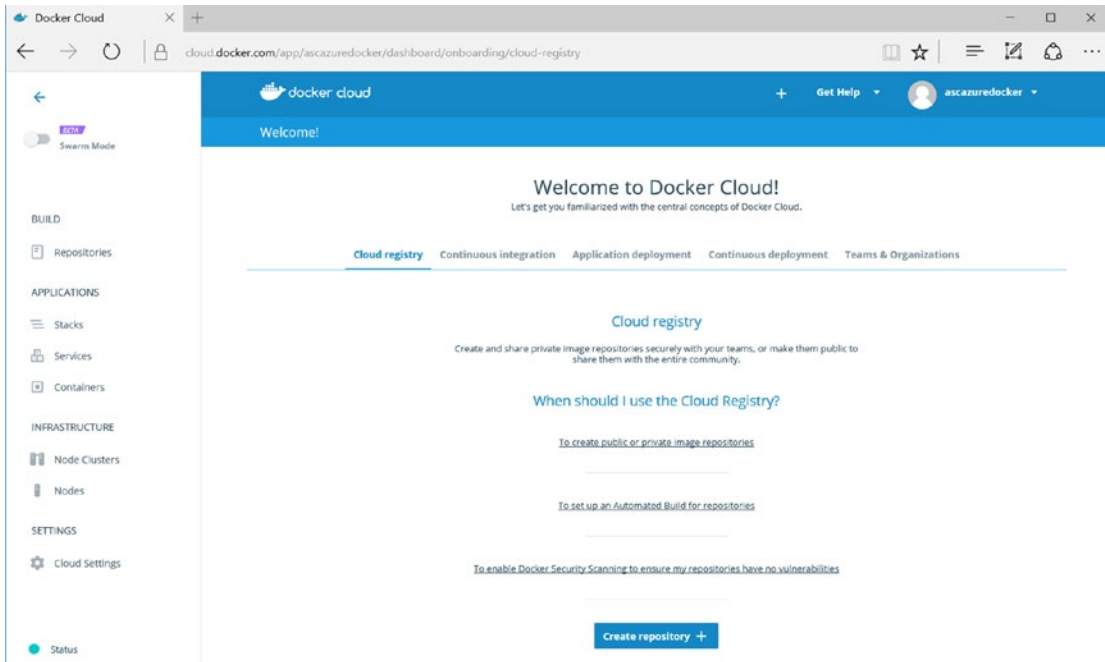 Docker Cloud
cloud.docker.com/app/ascazuredocker/dashboard/onboarding/cloud-registry
docker cloud
Get Help
ascazuredocker
BETA
Swarm Mode
Welcome!
Welcome to Docker Cloud!
Let's get you familiarized with the central concepts of Docker Cloud.
BUILD
Repositories
APPLICATIONS
Stacks
Services
Containers
INFRASTRUCTURE
Node Clusters
Nodes
SETTINGS
Cloud Settings
Status
Cloud registry Continuous integration Application deployment Continuous deployment Teams & Organizations
Cloud registry
Create and share private image repositories securely with your teams, or make them public to
share them with the entire community.
When should I use the Cloud Registry?
To create public or private image repositories
To set up an Automated Build for repositories
To enable Docker Security Scanning to ensure my repositories have no vulnerabilities
Create repository +